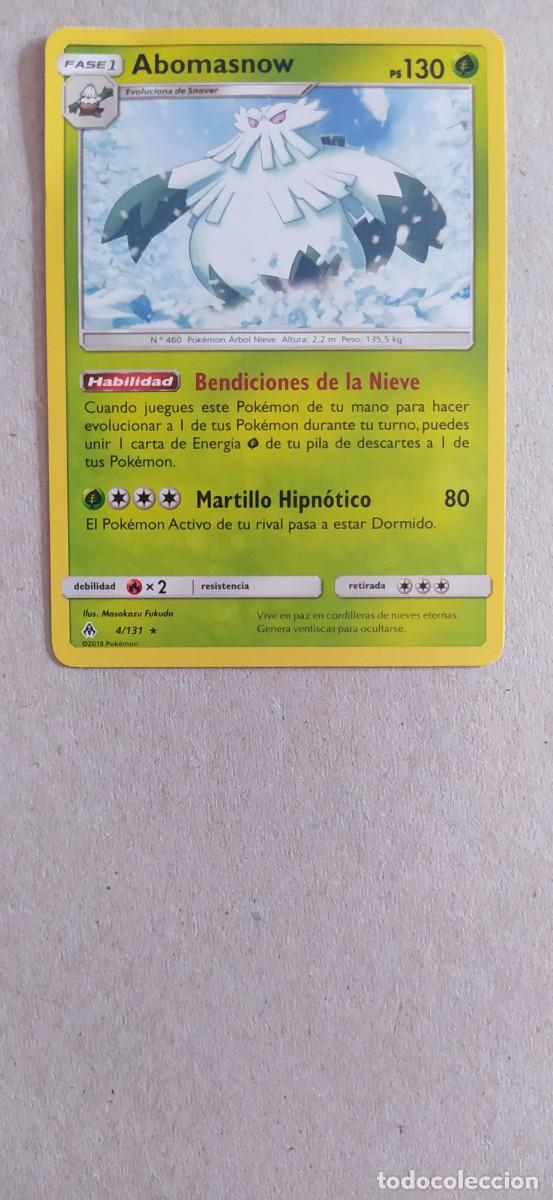 FASE 1 Abomasnow PS 130
Evoluciona de Snover
N.º 460 Pokémon Árbol Nieve Altura: 2,2 m Peso: 135,5 kg
Habilidad Bendiciones de la Nieve
Cuando juegues este Pokémon de tu mano para hacer
evolucionar a 1 de tus Pokémon durante tu turno, puedes
unir 1 carta de Energía de tu pila de descartes a 1 de
tus Pokémon.
Martillo Hipnótico 80
El Pokémon Activo de tu rival pasa a estar Dormido.
debilidad × 2 resistencia retirada
Ilus. Masakazu Fukuda
4/131 ★
©2018 Pokémon
Vive en paz en cordilleras de nieves eternas.
Genera ventiscas para ocultarse.
todocoleccion.net